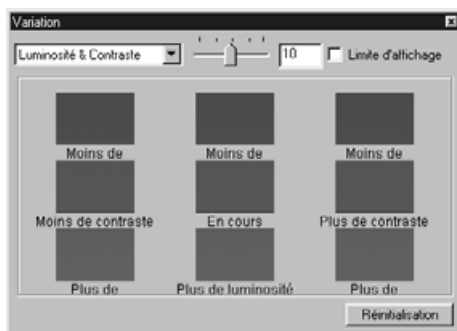 Variation
Luminosité & Contraste 10 Limite d'affichage
Moins de Moins de Moins de
Moins de contraste En cours Plus de contraste
Plus de Plus de luminosité Plus de
Réinitialisation